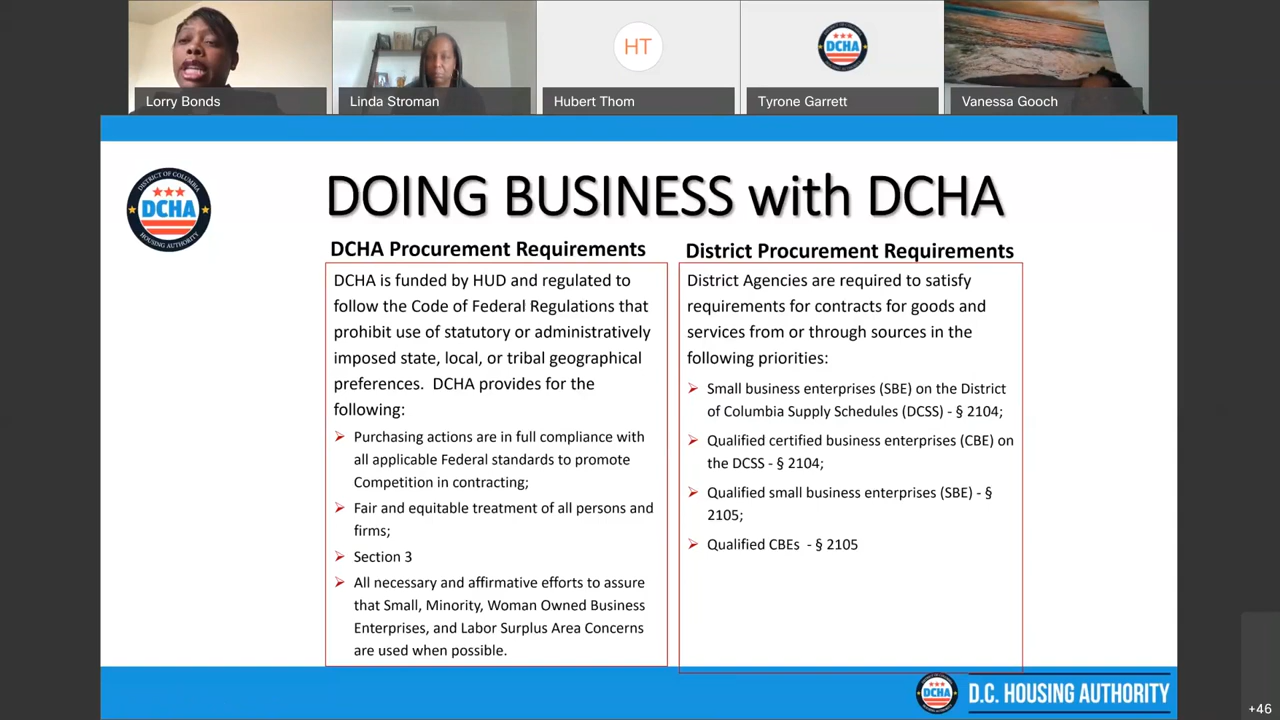 HT
DCHA
Lorry Bonds
Linda Stroman
Hubert Thom
Tyrone Garrett
Vanessa Gooch
DISTRICT OF COLUMBIA
DCHA
HOUSING AUTHORITY
DOING BUSINESS with DCHA
DCHA Procurement Requirements
DCHA is funded by HUD and regulated to
follow the Code of Federal Regulations that
prohibit use of statutory or administratively
imposed state, local, or tribal geographical
preferences. DCHA provides for the
following:
Purchasing actions are in full compliance with
all applicable Federal standards to promote
Competition in contracting;
Fair and equitable treatment of all persons and
firms;
Section 3
All necessary and affirmative efforts to assure
that Small, Minority, Woman Owned Business
Enterprises, and Labor Surplus Area Concerns
are used when possible.
District Procurement Requirements
District Agencies are required to satisfy
requirements for contracts for goods and
services from or through sources in the
following priorities:
Small business enterprises (SBE) on the District
of Columbia Supply Schedules (DCSS) - § 2104;
Qualified certified business enterprises (CBE) on
the DCSS - § 2104;
Qualified small business enterprises (SBE) - §
2105;
Qualified CBEs - § 2105
DCHA
D.C. HOUSING AUTHORITY
+46